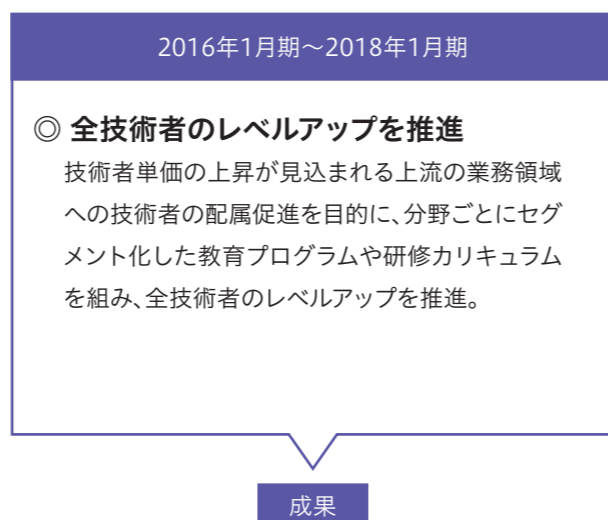 2016年1月期〜2018年1月期
◎ 全技術者のレベルアップを推進
技術者単価の上昇が見込まれる上流の業務領域
への技術者の配属促進を目的に、分野ごとにセグ
メント化した教育プログラムや研修カリキュラム
を組み、全技術者のレベルアップを推進。
成果